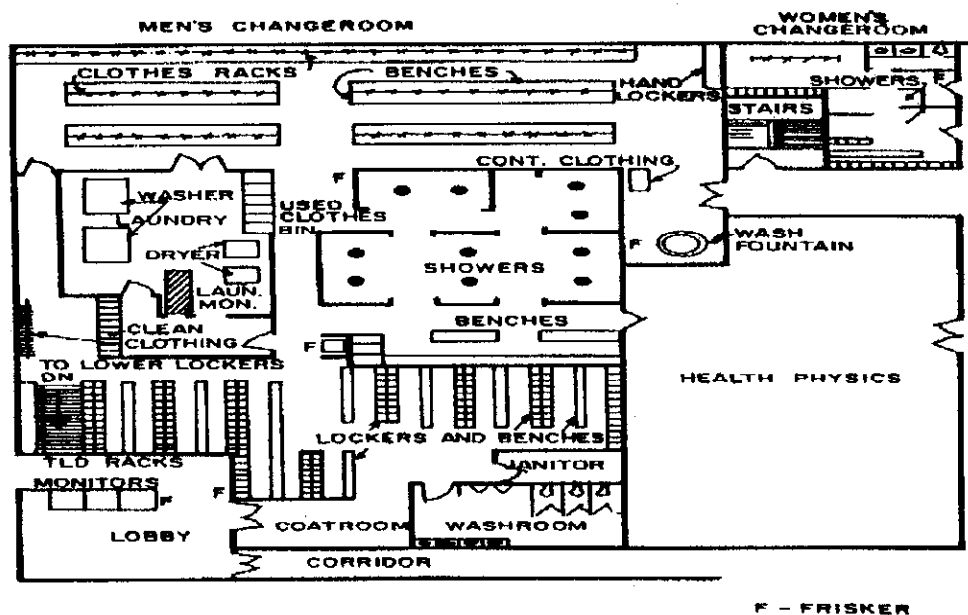 MEN'S CHANGEROOM
WOMEN'S
CHANGEROOM
CLOTHES RACKS
BENCHES
HAND
LOCKERS
SHOWERS
F
STAIRS
CONT. CLOTHING
F
WASHER
LAUNDRY
USED
CLOTHES
BIN
DRYER
SHOWERS
F
WASH
FOUNTAIN
LAUN.
MON.
BENCHES
CLEAN
CLOTHING
F
TO LOWER LOCKERS
DN
HEALTH PHYSICS
LOCKERS AND BENCHES
TLD RACKS
JANITOR
MONITORS
F
F
LOBBY
COATROOM
WASHROOM
CORRIDOR
F - FRISKER